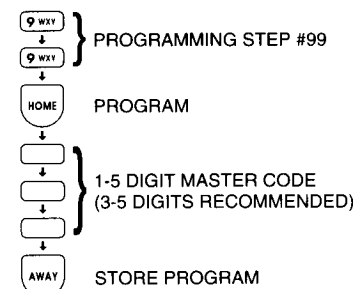 9 WXY
PROGRAMMING STEP #99
9 WXY
HOME
PROGRAM
1-5 DIGIT MASTER CODE
(3-5 DIGITS RECOMMENDED)
AWAY
STORE PROGRAM